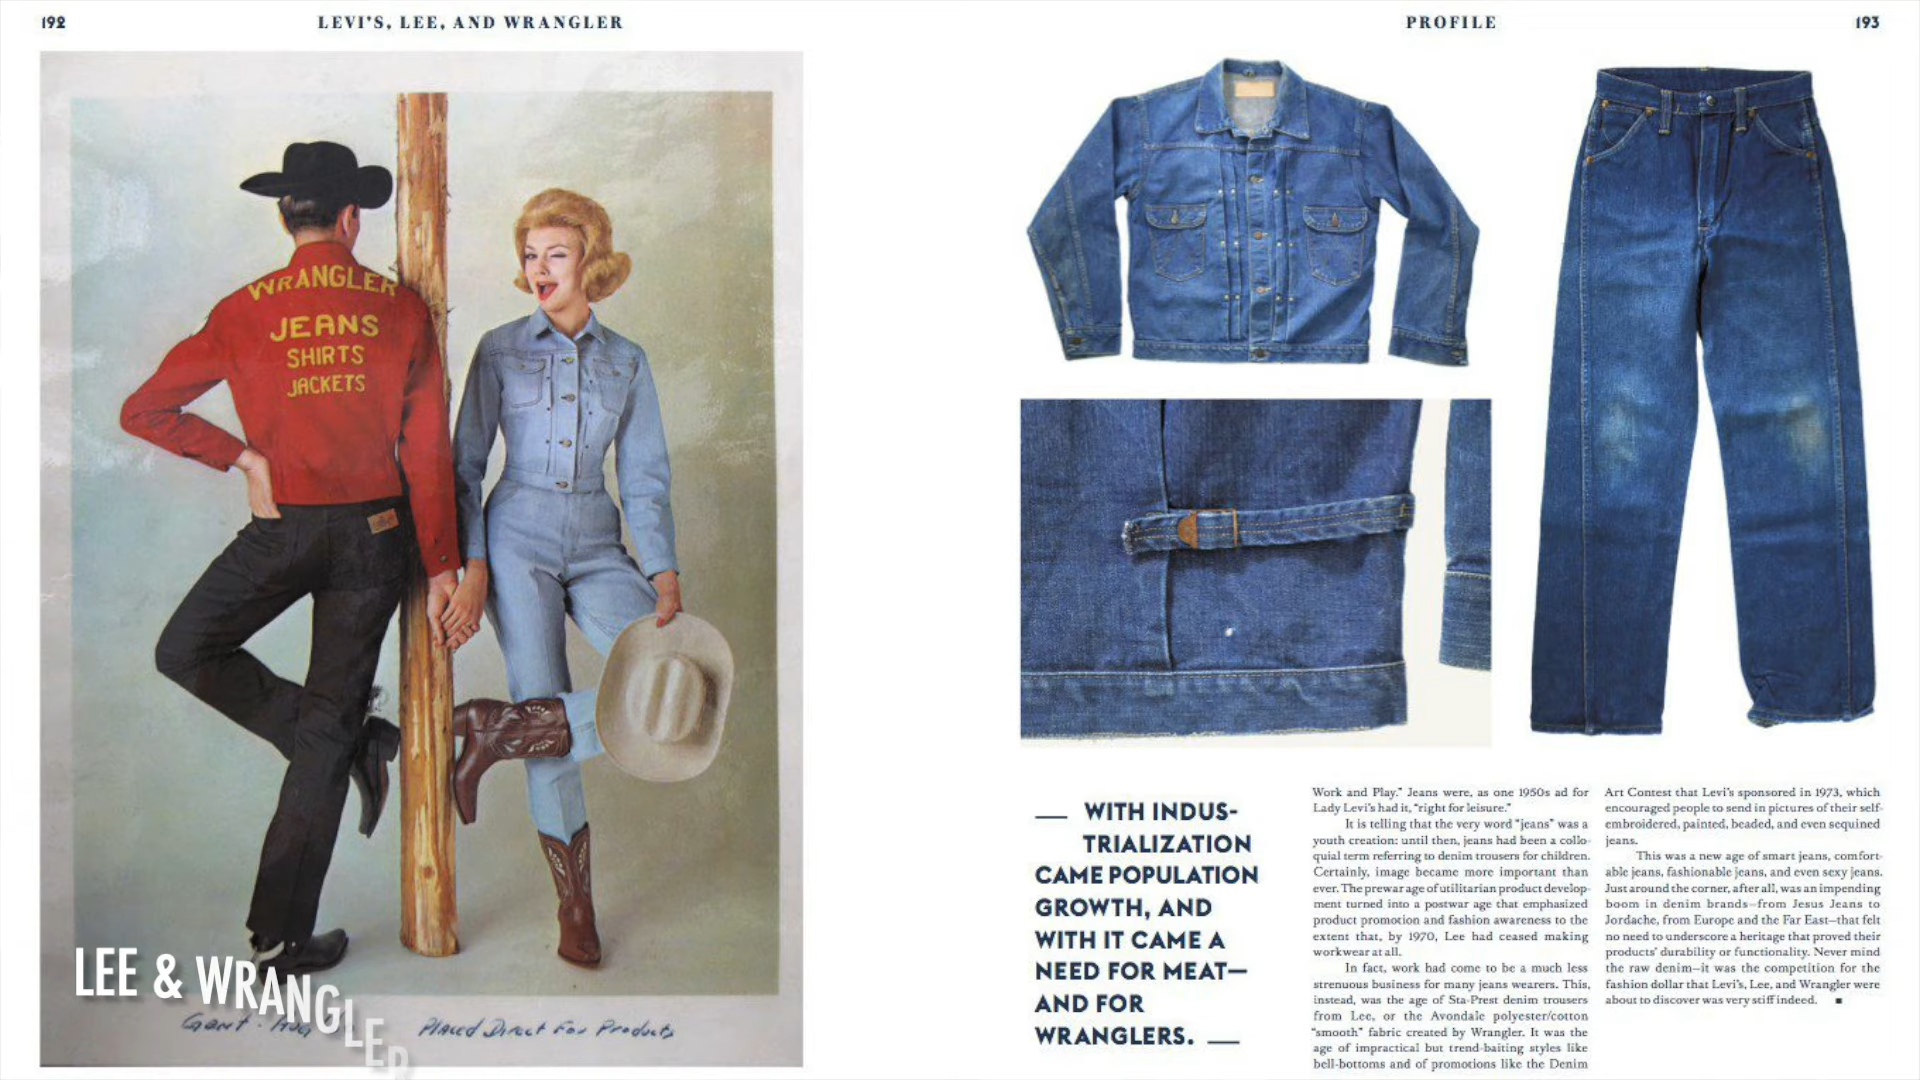 192
LEVI'S, LEE, AND WRANGLER
PROFILE
193
WRANGLER
JEANS
SHIRTS
JACKETS
LEE & WRANGLER
Placed Direct For Products
— WITH INDUS-
TRIALIZATION
CAME POPULATION
GROWTH, AND
WITH IT CAME A
NEED FOR MEAT—
AND FOR
WRANGLERS. —
Work and Play." Jeans were, as one 1950s ad for
Lady Levi's had it, "right for leisure."
It is telling that the very word "jeans" was a
youth creation: until then, jeans had been a collo-
quial term referring to denim trousers for children.
Certainly, image became more important than
ever. The prewar age of utilitarian product develop-
ment turned into a postwar age that emphasized
product promotion and fashion awareness to the
extent that, by 1970, Lee had ceased making
workwear at all.
In fact, work had come to be a much less
strenuous business for many jeans wearers. This,
instead, was the age of Sta-Prest denim trousers
from Lee, or the Avondale polyester/cotton
"smooth" fabric created by Wrangler. It was the
age of impractical but trend-baiting styles like
bell-bottoms and of promotions like the Denim
Art Contest that Levi's sponsored in 1973, which
encouraged people to send in pictures of their self-
embroidered, painted, beaded, and even sequined
jeans.
This was a new age of smart jeans, comfort-
able jeans, fashionable jeans, and even sexy jeans.
Just around the corner, after all, was an impending
boom in denim brands—from Jesus Jeans to
Jordache, from Europe and the Far East—that felt
no need to underscore a heritage that proved their
products' durability or functionality. Never mind
the raw denim—it was the competition for the
fashion dollar that Levi's, Lee, and Wrangler were
about to discover was very stiff indeed. ■